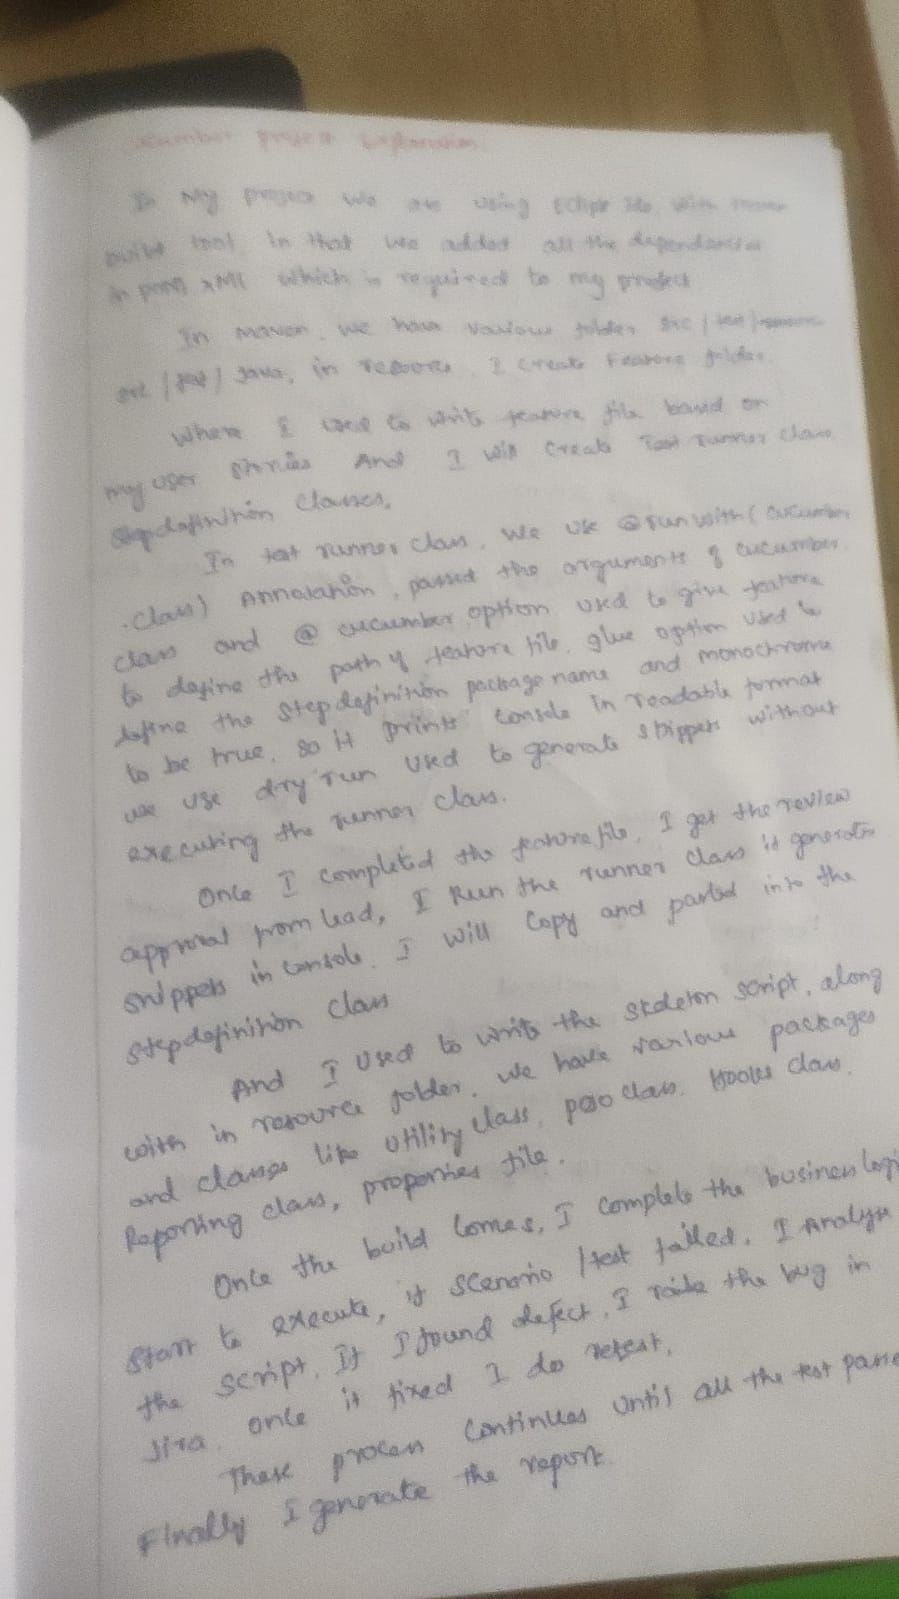 Cucumber project Explanation
In My project we are using Eclipse Ide with maven
build tool. In that we added all the dependencies
in pom xml which is required to my project
In maven, we have various folder src / test /
src / test / java, in resource, I create Feature folder.
Where I used to write feature file based on
my user stories And I will create Test runner class
Stepdefinition Classes.
In test runner class, we use @runwith( cucumber
.class) Annotation, passed the arguments of cucumber
class and @ cucumber option used to give feature
to define the path of feature file, glue option used to
define the stepdefinition package name and monochrome
to be true, so it prints console in readable format
we use dry run used to generate snippets without
executing the runner class.
Once I completed the feature file, I get the review
approval from lead, I Run the runner class it generate
snippets in console. I will copy and pasted into the
stepdefinition class
And I used to write the skeleton script, along
with in resource folder, we have various packages
and classes like utility class, pojo class, Hooks class,
Reporting class, properties file.
Once the build comes, I complete the business logi
start to execute, if scenario / test failed. I Analyse
the script. If I found defect, I raise the bug in
Jira. once it fixed I do retest.
These process continues until all the test passe
Finally I generate the report.